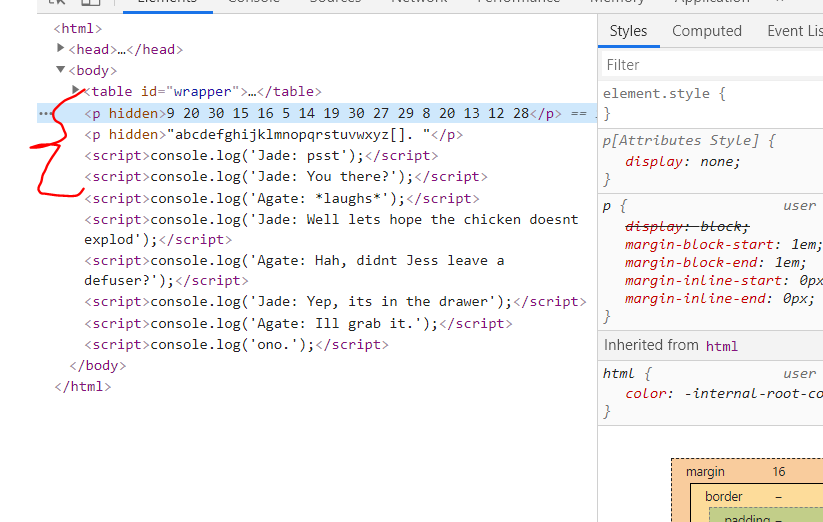 Elements Console Sources Network Performance Memory Application
<html>
<head>…</head>
<body>
<table id="wrapper">…</table>
<p hidden>9 20 30 15 16 5 14 19 30 27 29 8 20 13 12 28</p> ==
<p hidden>"abcdefghijklmnopqrstuvwxyz[]. "</p>
<script>console.log('Jade: psst');</script>
<script>console.log('Jade: You there?');</script>
<script>console.log('Agate: *laughs*');</script>
<script>console.log('Jade: Well lets hope the chicken doesnt
explod');</script>
<script>console.log('Agate: Hah, didnt Jess leave a
defuser?');</script>
<script>console.log('Jade: Yep, its in the drawer');</script>
<script>console.log('Agate: Ill grab it.');</script>
<script>console.log('ono.');</script>
</body>
</html>
Styles Computed Event Lis
Filter
element.style {
}
p[Attributes Style] {
display: none;
}
p { user
display: block;
margin-block-start: 1em;
margin-block-end: 1em;
margin-inline-start: 0px
margin-inline-end: 0px;
}
Inherited from html
html { user
color: -internal-root-co
}
margin 16
border –
padding –